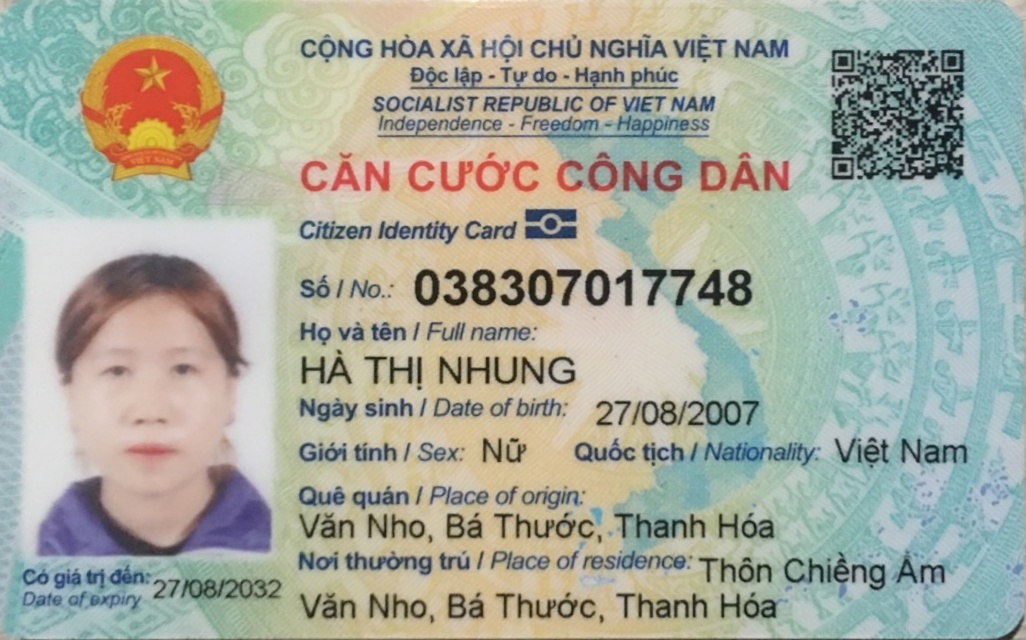 CỘNG HÒA XÃ HỘI CHỦ NGHĨA VIỆT NAM
Độc lập - Tự do - Hạnh phúc
SOCIALIST REPUBLIC OF VIET NAM
Independence - Freedom - Happiness
CĂN CƯỚC CÔNG DÂN
Citizen Identity Card
Số / No.: 038307017748
Họ và tên / Full name:
HÀ THỊ NHUNG
Ngày sinh / Date of birth: 27/08/2007
Giới tính / Sex: Nữ Quốc tịch / Nationality: Việt Nam
Quê quán / Place of origin:
Văn Nho, Bá Thước, Thanh Hóa
Nơi thường trú / Place of residence: Thôn Chiềng Ấm
Văn Nho, Bá Thước, Thanh Hóa
Có giá trị đến: 27/08/2032
Date of expiry
VIỆT NAM